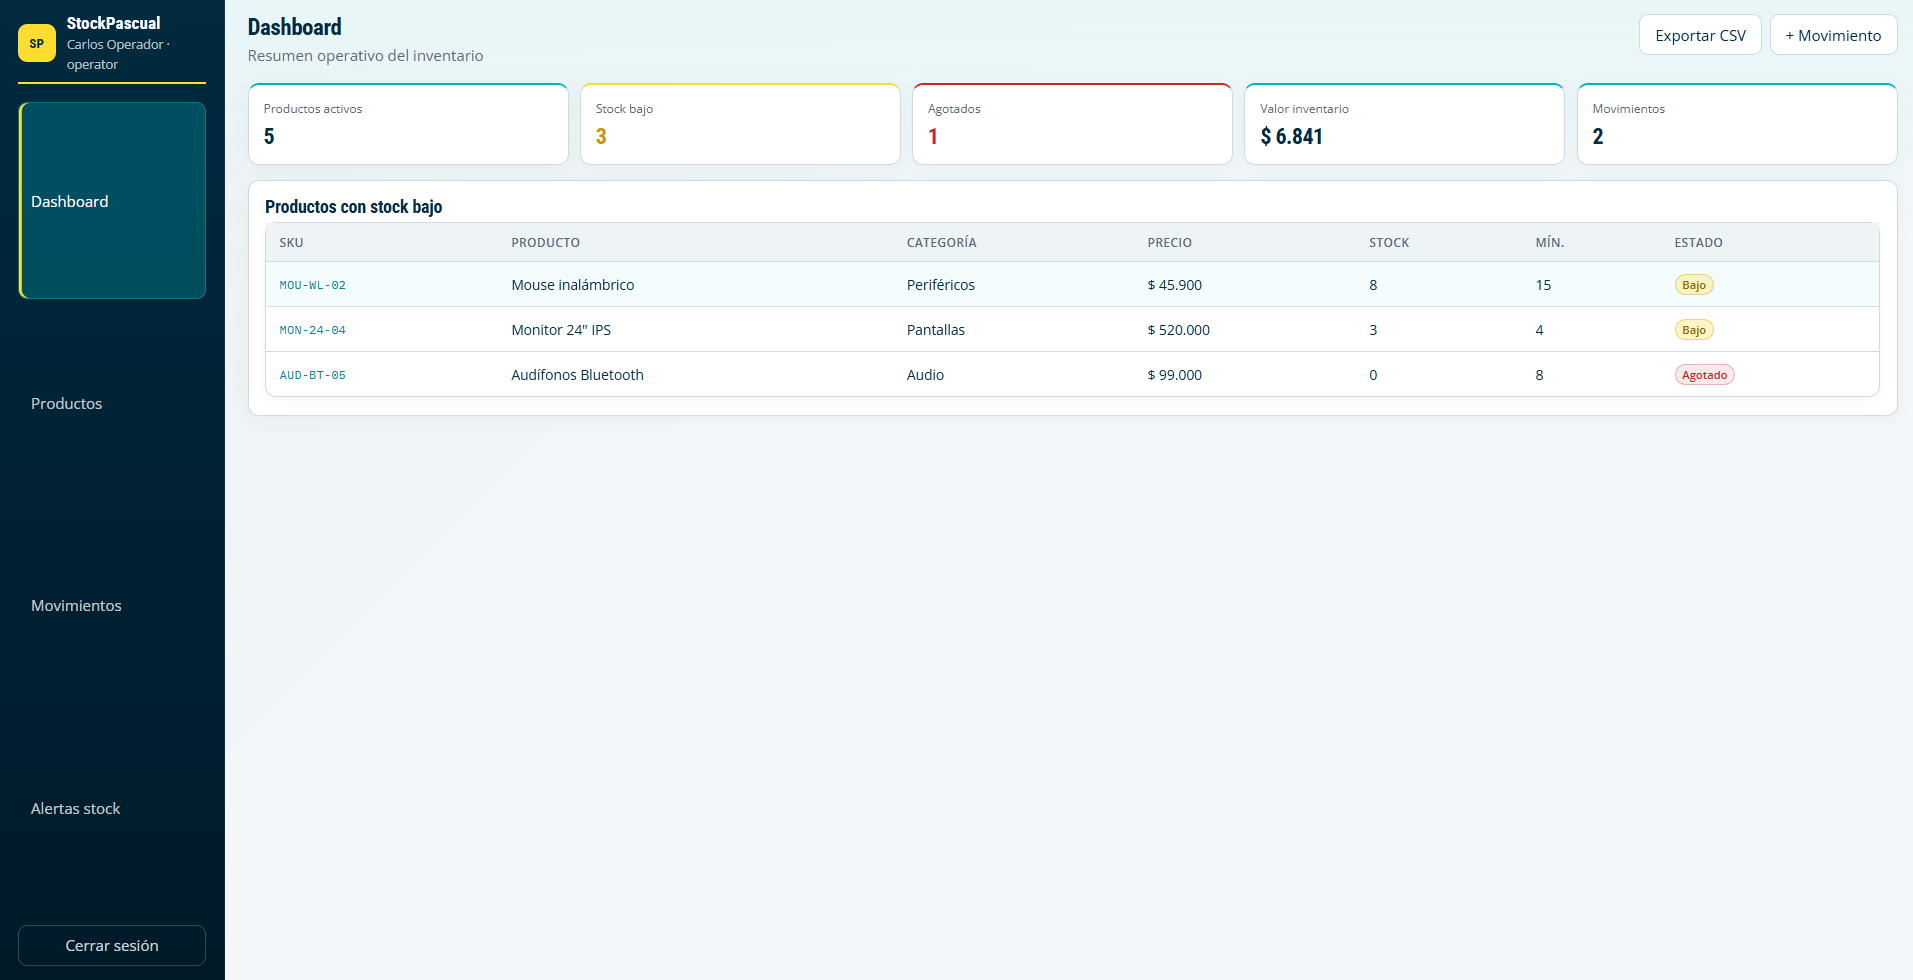 SP
StockPascual
Carlos Operador ·
operator
Dashboard
Productos
Movimientos
Alertas stock
Cerrar sesión
Dashboard
Resumen operativo del inventario
Exportar CSV
+ Movimiento
Productos activos
5
Stock bajo
3
Agotados
1
Valor inventario
$ 6.841
Movimientos
2
Productos con stock bajo
SKU PRODUCTO CATEGORÍA PRECIO STOCK MÍN. ESTADO
MOU-WL-02 Mouse inalámbrico Periféricos $ 45.900 8 15 Bajo
MON-24-04 Monitor 24" IPS Pantallas $ 520.000 3 4 Bajo
AUD-BT-05 Audífonos Bluetooth Audio $ 99.000 0 8 Agotado